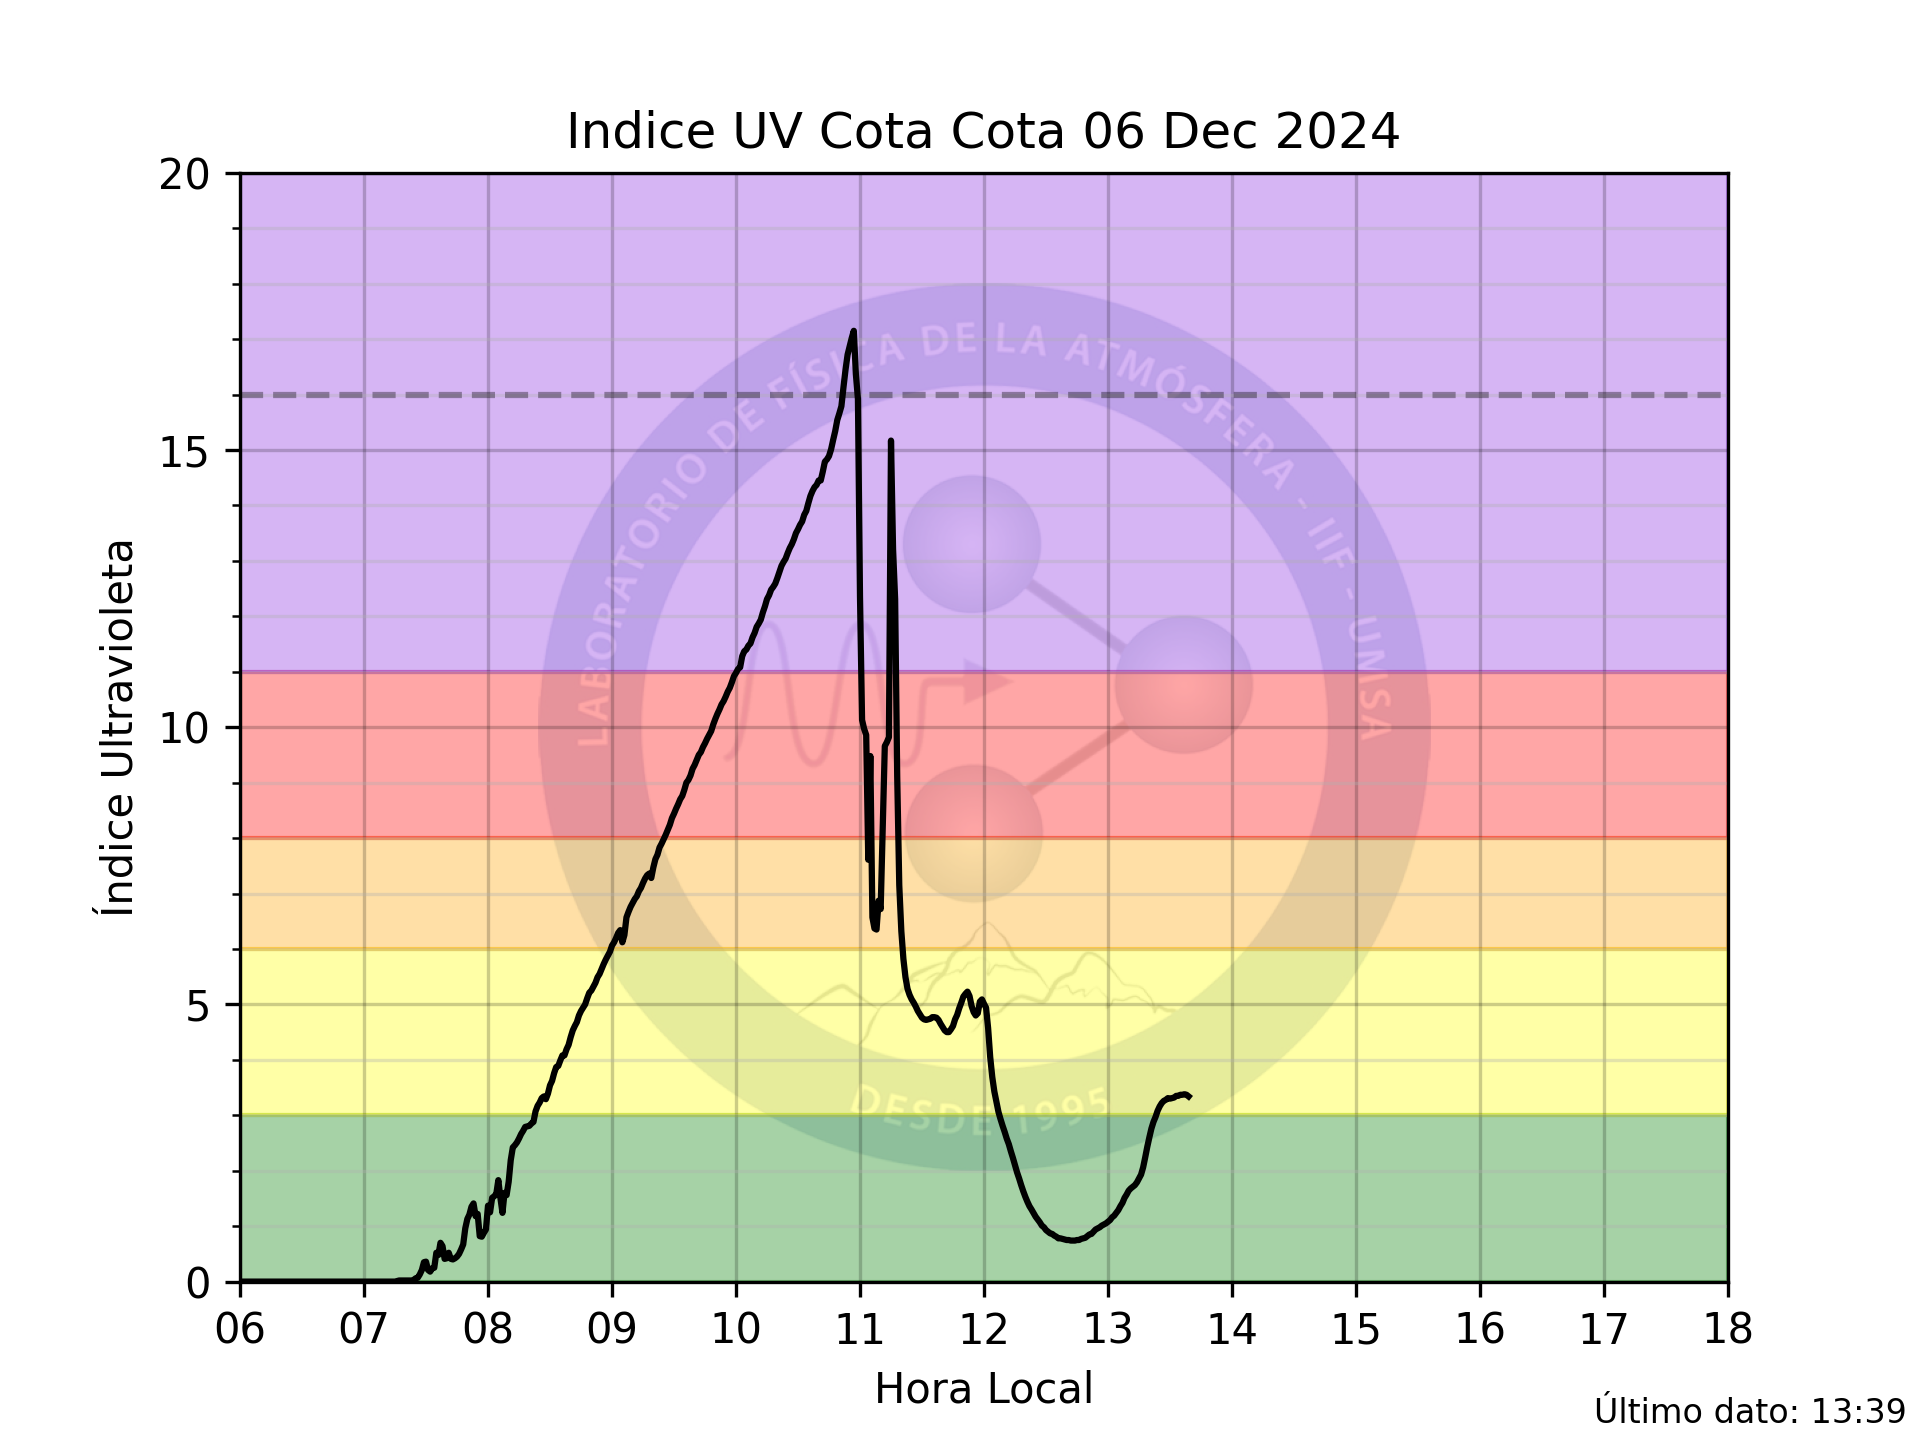 Indice UV Cota Cota 06 Dec 2024
20
15
10
5
0
Índice Ultravioleta
LABORATORIO DE FÍSICA DE LA ATMÓSFERA - IIF - UMSA
DESDE 1995
06 07 08 09 10 11 12 13 14 15 16 17 18
Hora Local
Último dato: 13:39